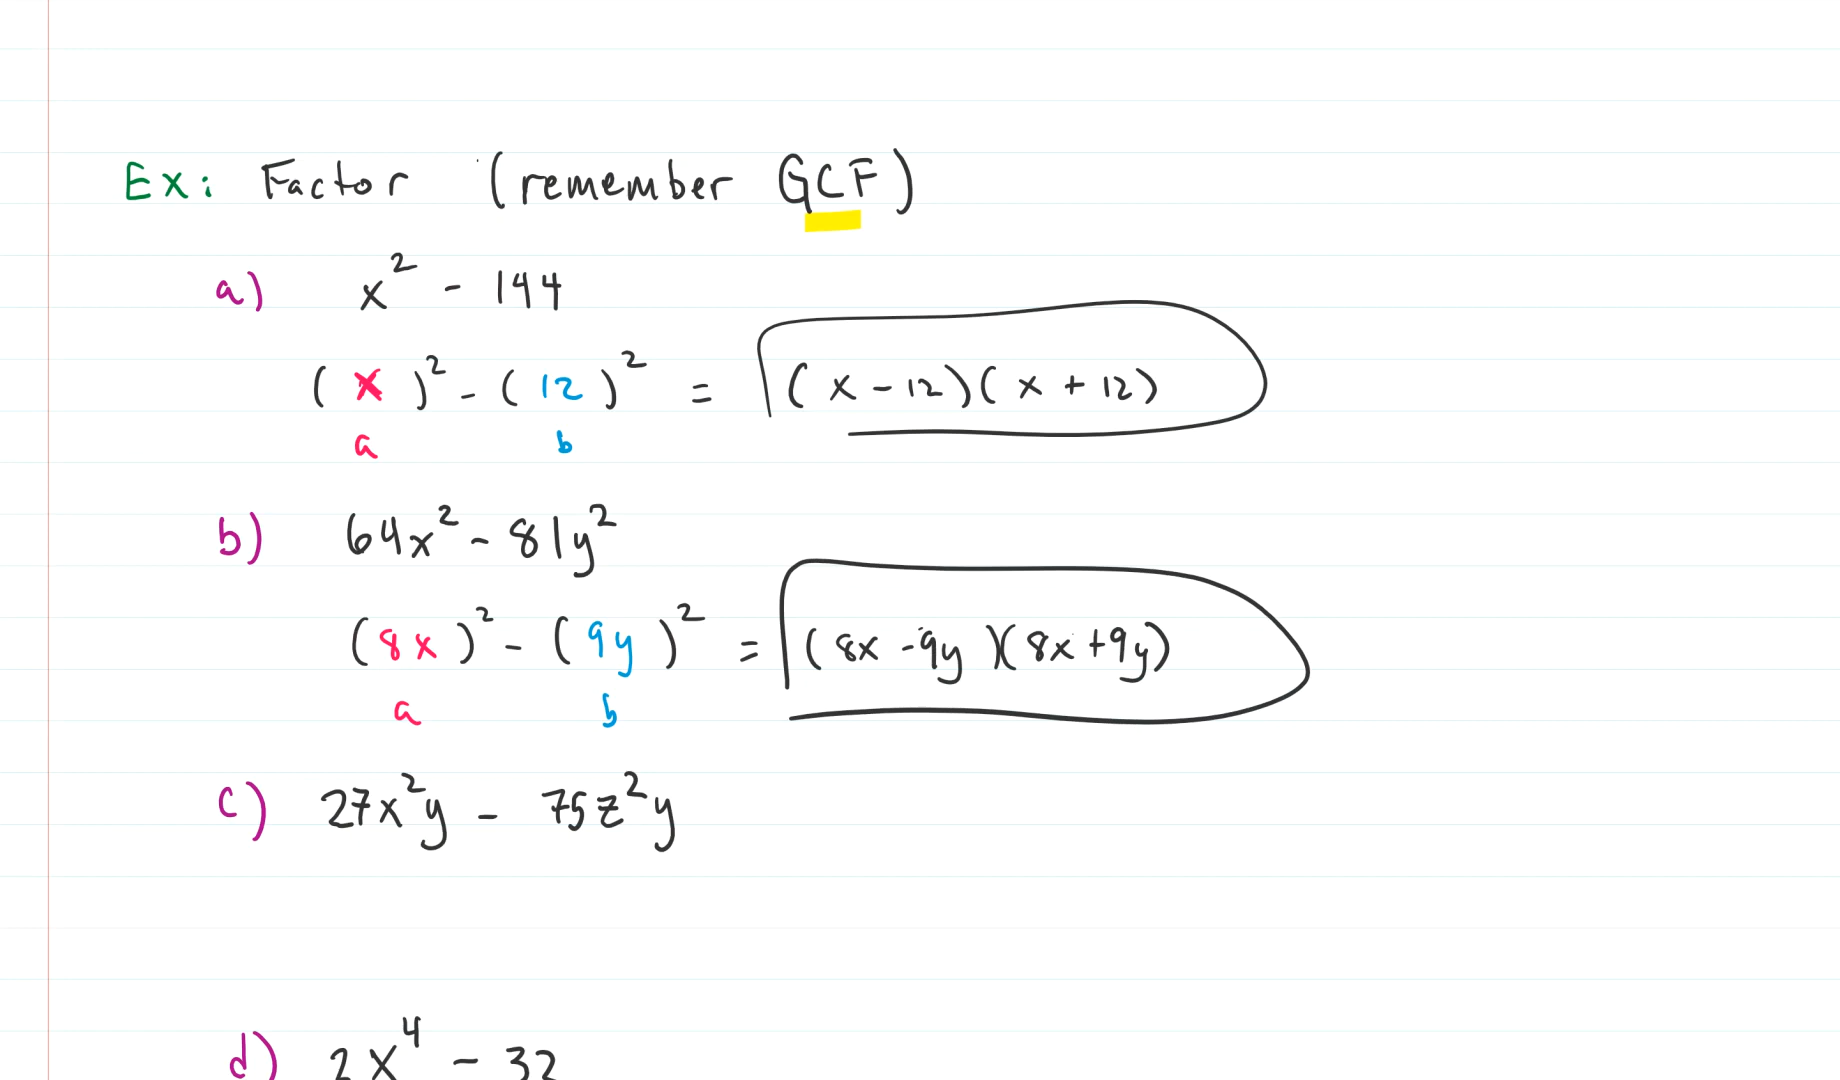 Ex: Factor (remember GCF)
a) x² - 144
(x)² - (12)² = (x - 12)(x + 12)
a b
b) 64x² - 81y²
(8x)² - (9y)² = (8x - 9y)(8x + 9y)
a b
c) 27x²y - 75z²y
d) 2x⁴ - 32